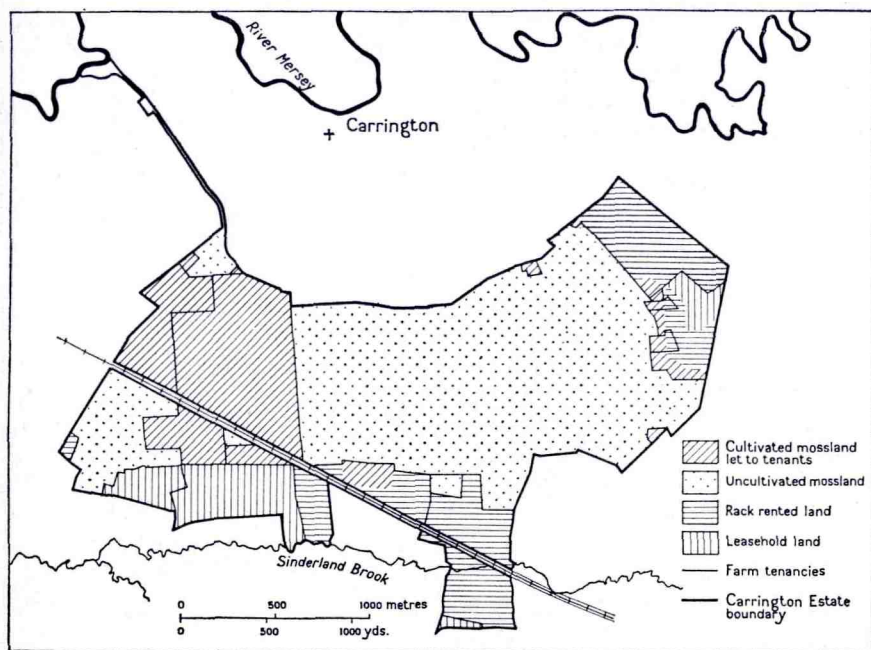 River Mersey
Carrington
Cultivated mossland
let to tenants
Uncultivated mossland
Rack rented land
Leasehold land
Farm tenancies
Carrington Estate
boundary
Sinderland Brook
0 500 1000 metres
0 500 1000 yds.